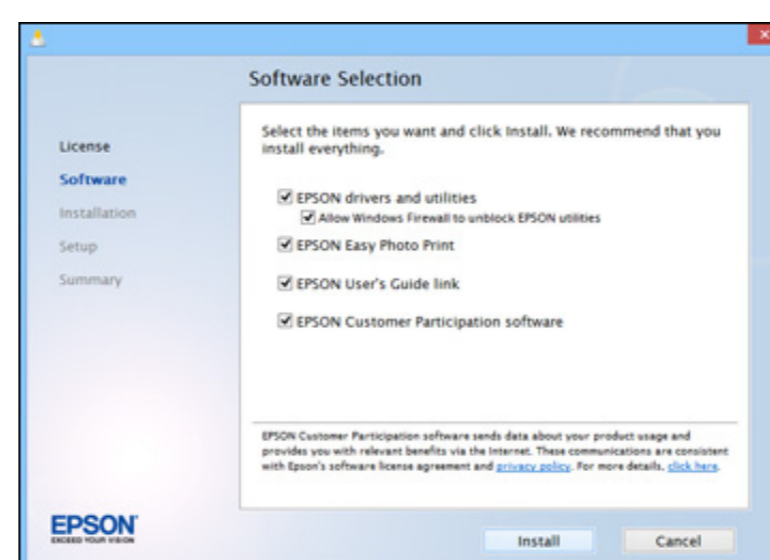 Software Selection
License
Software
Installation
Setup
Summary
Select the items you want and click Install. We recommend that you
install everything.
EPSON drivers and utilities
Allow Windows Firewall to unblock EPSON utilities
EPSON Easy Photo Print
EPSON User's Guide link
EPSON Customer Participation software
EPSON Customer Participation software sends data about your product usage and
provides you with relevant benefits via the Internet. These communications are consistent
with Epson's software license agreement and privacy policy. For more details, click here.
EPSON
EXCEED YOUR VISION
Install
Cancel